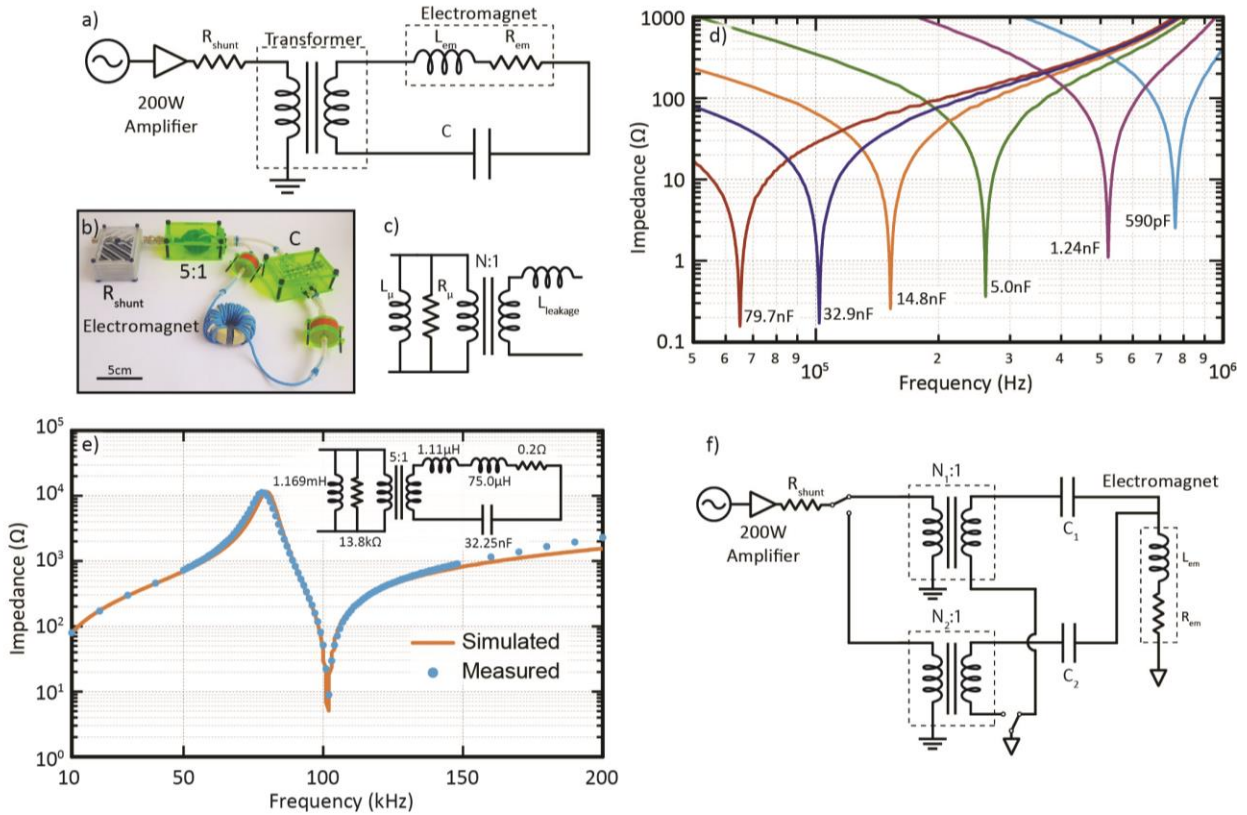 a)
Electromagnet
R_shunt
Transformer
L_em
R_em
200W
Amplifier
C
b)
5:1
C
R_shunt
Electromagnet
5cm
c)
N:1
L_μ
R_μ
L_leakage
d)
1000
100
10
1
0.1
Impedance (Ω)
79.7nF
32.9nF
14.8nF
5.0nF
1.24nF
590pF
5 6 7 8 9 10^5 2 3 4 5 6 7 8 9 10^6
Frequency (Hz)
e)
10^5
10^4
10^3
10^2
10^1
10^0
Impedance (Ω)
1.169mH
13.8kΩ
5:1
1.11μH
75.0μH
0.2Ω
32.25nF
Simulated
Measured
10 50 100 150 200
Frequency (kHz)
f)
R_shunt
200W
Amplifier
N_1:1
C_1
Electromagnet
L_em
R_em
N_2:1
C_2